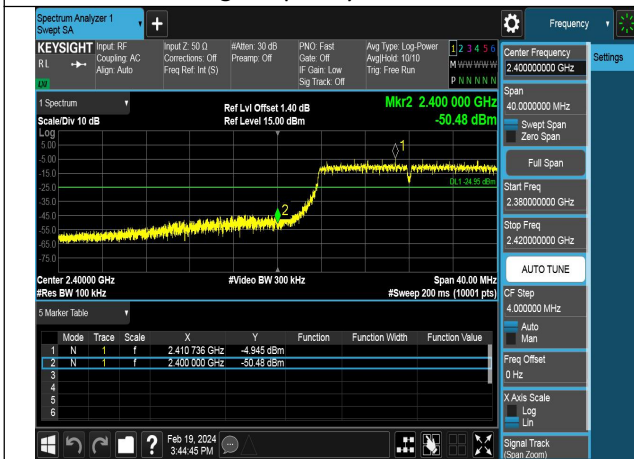 Spectrum Analyzer 1
Swept SA
+
Frequency
KEYSIGHT Input: RF Input Z: 50 Ω #Atten: 30 dB PNO: Fast Avg Type: Log-Power 1 2 3 4 5 6
RL Coupling: AC Corrections: Off Preamp: Off Gate: Off Avg|Hold: 10/10 M W W W W W
Align: Auto Freq Ref: Int (S) IF Gain: Low Trig: Free Run
Sig Track: Off P N N N N N
1 Spectrum
Scale/Div 10 dB
Ref Lvl Offset 1.40 dB
Ref Level 15.00 dBm
Mkr2 2.400 000 GHz
-50.48 dBm
Log
5.00
-5.00
-15.0
-25.0
-35.0
-45.0
-55.0
-65.0
-75.0
1
DL1 -24.95 dBm
2
Center 2.40000 GHz #Video BW 300 kHz Span 40.00 MHz
#Res BW 100 kHz #Sweep 200 ms (10001 pts)
5 Marker Table
Mode Trace Scale X Y Function Function Width Function Value
1 N 1 f 2.410 736 GHz -4.945 dBm
2 N 1 f 2.400 000 GHz -50.48 dBm
3
4
5
6
Feb 19, 2024
3:44:45 PM
?
Center Frequency
2.400000000 GHz
Settings
Span
40.0000000 MHz
Swept Span
Zero Span
Full Span
Start Freq
2.380000000 GHz
Stop Freq
2.420000000 GHz
AUTO TUNE
CF Step
4.000000 MHz
Auto
Man
Freq Offset
0 Hz
X Axis Scale
Log
Lin
Signal Track
(Span Zoom)